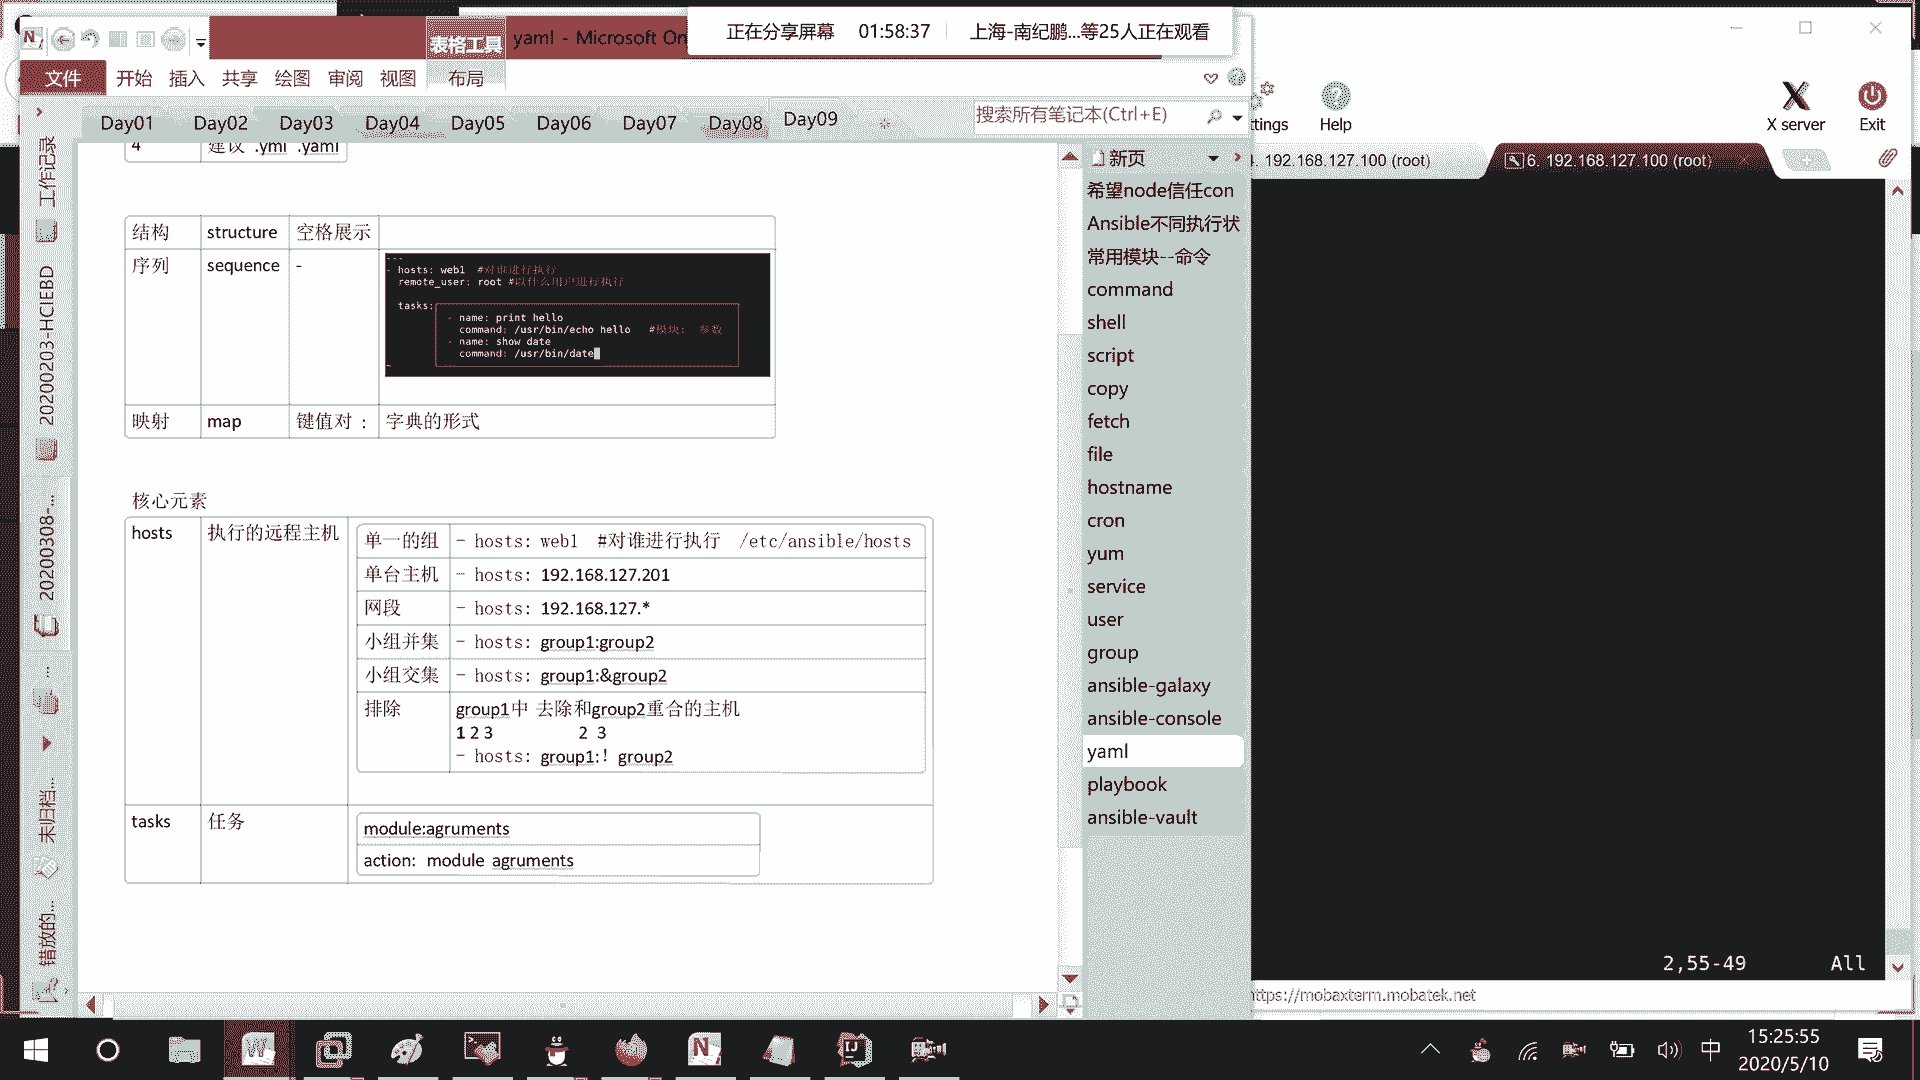 正在分享屏幕 01:58:37 上海-南纪鹏...等25人正在观看
表格工具 yaml - Microsoft On
文件 开始 插入 共享 绘图 审阅 视图 布局
Help
X server
Exit
Day01 Day02 Day03 Day04 Day05 Day06 Day07 Day08 Day09
搜索所有笔记本(Ctrl+E)
192.168.127.100 (root)
6. 192.168.127.100 (root)
工作记录
20200203-HCIEBD
20200308-...
...
未归档...
错放的...
4 建议 .yml .yaml
结构 structure 空格展示
序列 sequence -
---
- hosts: web1 #对谁进行执行
remote_user: root #以什么用户进行执行
tasks:
- name: print hello
command: /usr/bin/echo hello #模块: 参数
- name: show date
command: /usr/bin/date
~
映射 map 键值对 : 字典的形式
核心元素
hosts 执行的远程主机
单一的组 - hosts: web1 #对谁进行执行 /etc/ansible/hosts
单台主机 - hosts: 192.168.127.201
网段 - hosts: 192.168.127.*
小组并集 - hosts: group1:group2
小组交集 - hosts: group1:&group2
排除 group1中 去除和group2重合的主机
1 2 3 2 3
- hosts: group1:! group2
tasks 任务
module:agruments
action: module agruments
新页
希望node信任con
Ansible不同执行状
常用模块--命令
command
shell
script
copy
fetch
file
hostname
cron
yum
service
user
group
ansible-galaxy
ansible-console
yaml
playbook
ansible-vault
2,55-49 All
ttps://mobaxterm.mobatek.net
中
15:25:55
2020/5/10